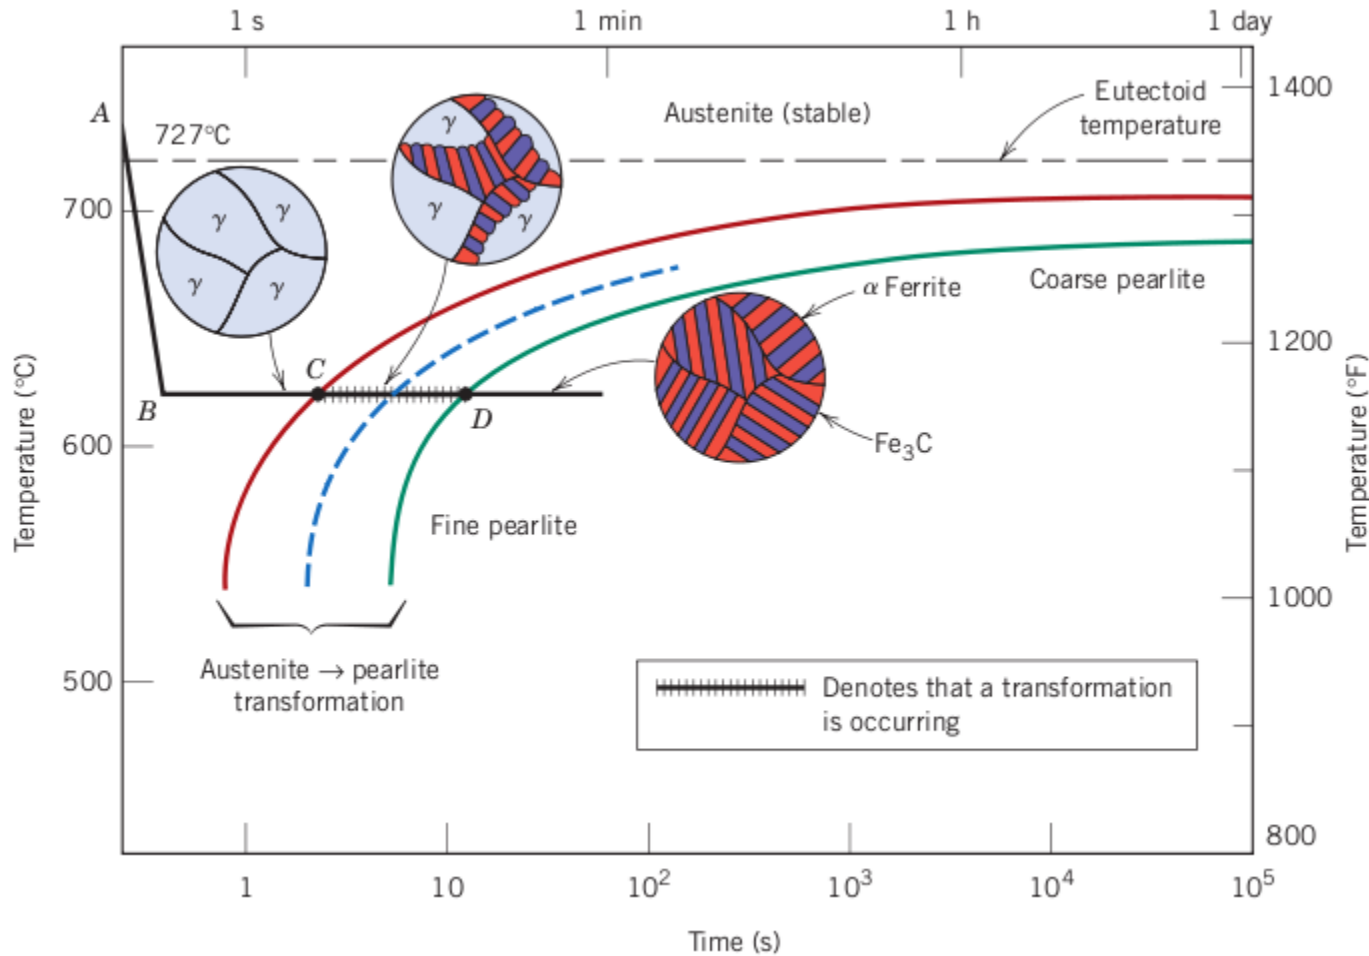 1 s
1 min
1 h
1 day
A
727°C
Austenite (stable)
Eutectoid
temperature
1400
γ
γ
γ
γ
γ
γ
γ
700
α Ferrite
Coarse pearlite
1200
C
B
D
Fe₃C
600
Temperature (°C)
Temperature (°F)
Fine pearlite
1000
Austenite → pearlite
transformation
500
Denotes that a transformation
is occurring
800
1
10
10²
10³
10⁴
10⁵
Time (s)